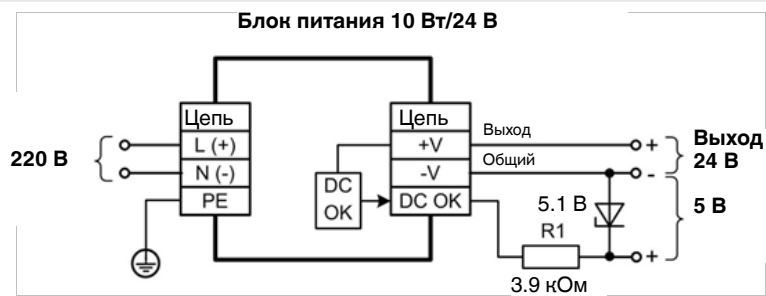 Блок питания 10 Вт/24 В
Цепь
L (+)
N (-)
PE
220 В
DC
OK
Цепь
+V
-V
DC OK
Выход
Общий
+
-
Выход
24 В
5.1 В
5 В
R1
+
3.9 кОм